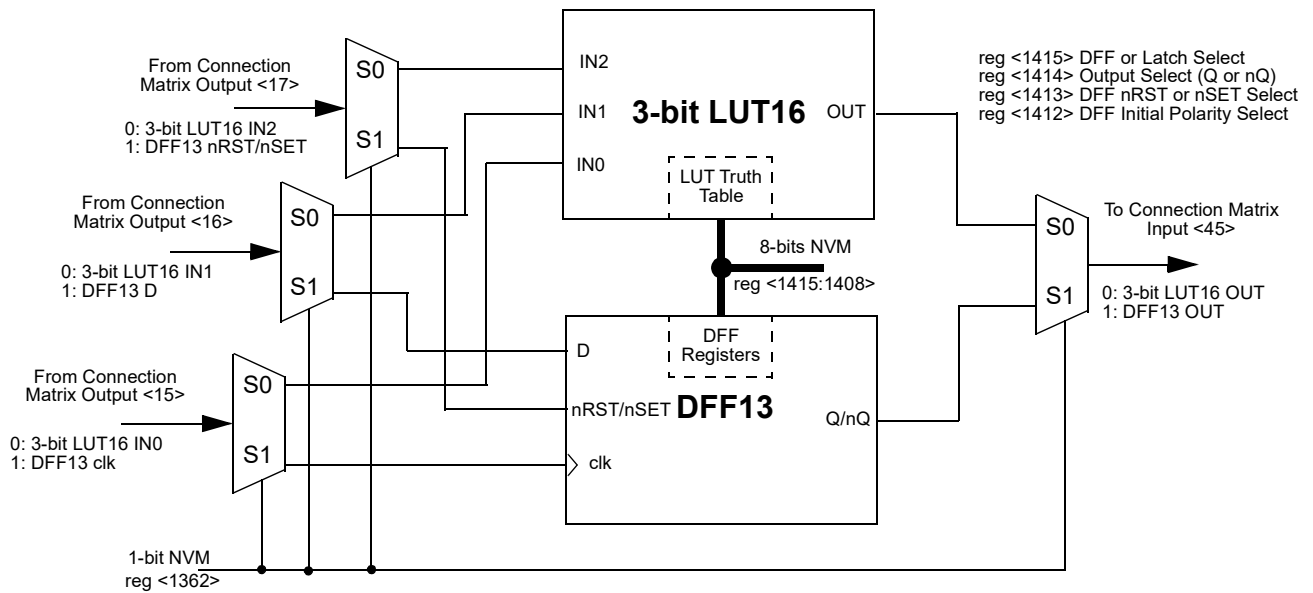 From Connection
Matrix Output <17>
0: 3-bit LUT16 IN2
1: DFF13 nRST/nSET
S0
S1
From Connection
Matrix Output <16>
0: 3-bit LUT16 IN1
1: DFF13 D
S0
S1
From Connection
Matrix Output <15>
0: 3-bit LUT16 IN0
1: DFF13 clk
S0
S1
1-bit NVM
reg <1362>
IN2
IN1
IN0
3-bit LUT16
OUT
LUT Truth
Table
8-bits NVM
reg <1415:1408>
DFF
Registers
D
nRST/nSET
DFF13
clk
Q/nQ
reg <1415> DFF or Latch Select
reg <1414> Output Select (Q or nQ)
reg <1413> DFF nRST or nSET Select
reg <1412> DFF Initial Polarity Select
S0
S1
To Connection Matrix
Input <45>
0: 3-bit LUT16 OUT
1: DFF13 OUT